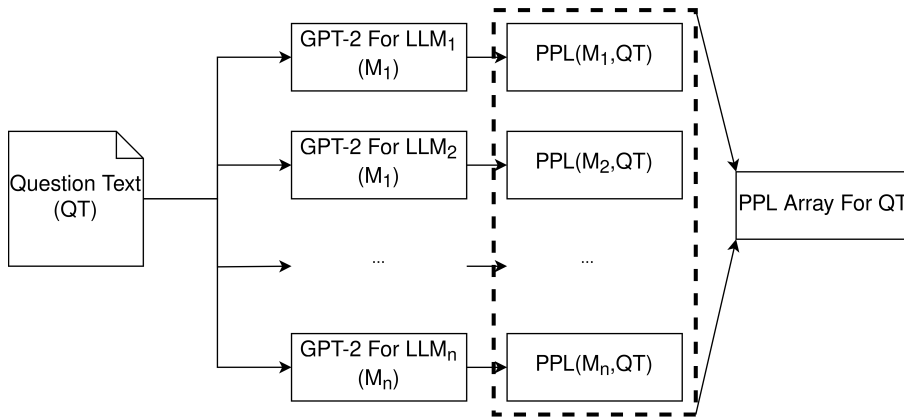 GPT-2 For LLM₁
(M₁)
PPL(M₁,QT)
GPT-2 For LLM₂
(M₁)
PPL(M₂,QT)
Question Text
(QT)
PPL Array For QT
...
...
GPT-2 For LLMₙ
(Mₙ)
PPL(Mₙ,QT)